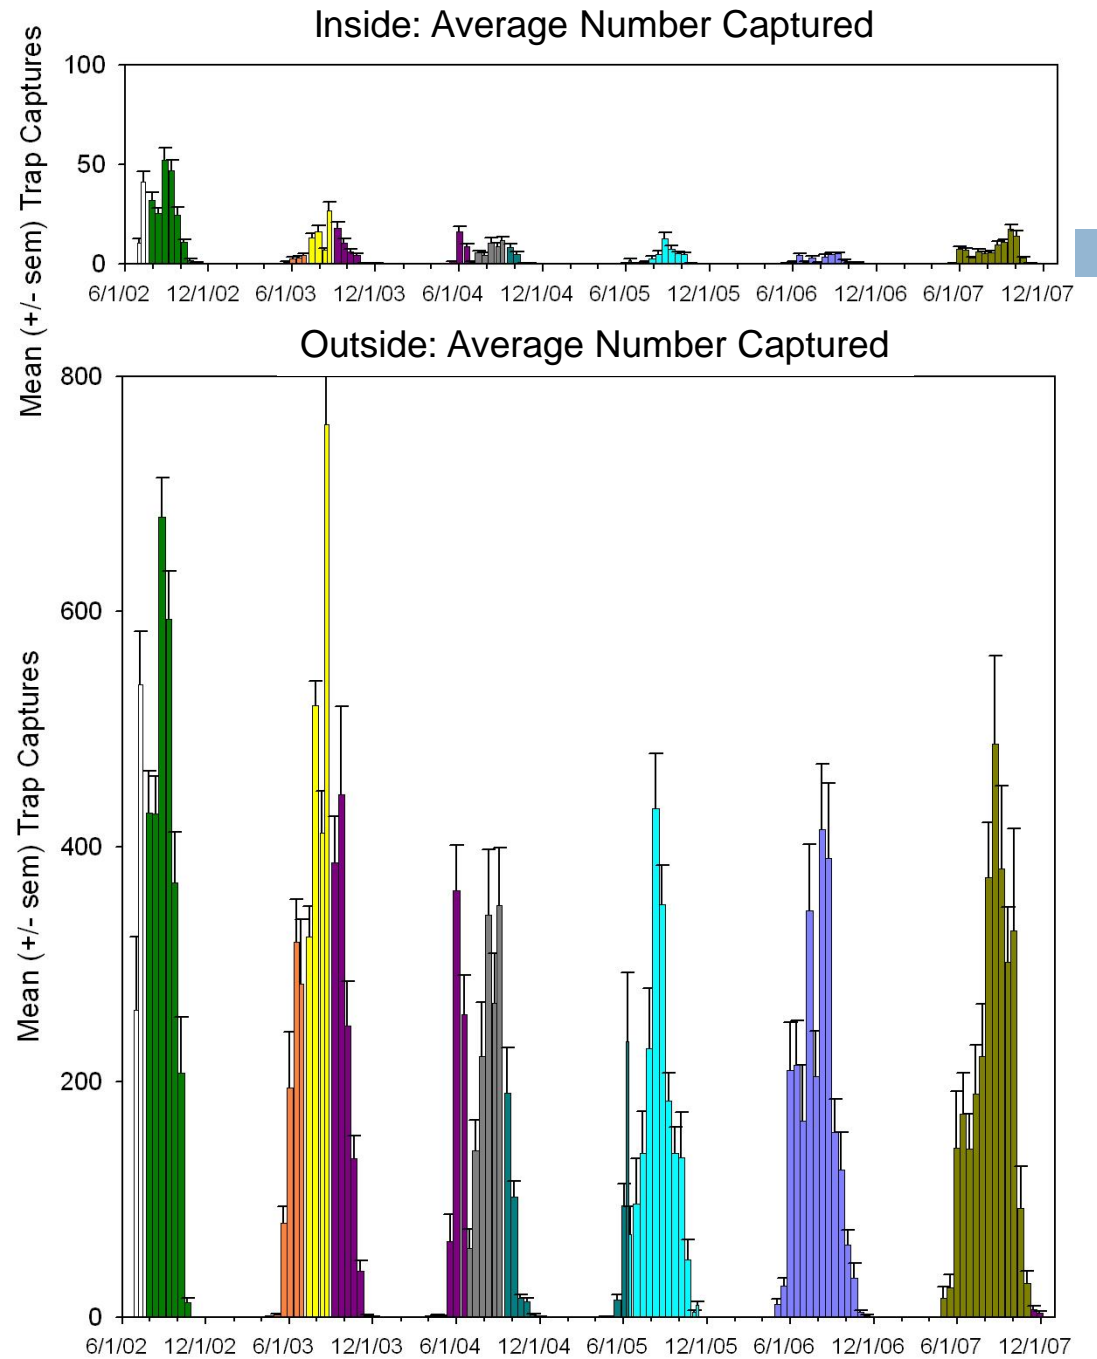 Inside: Average Number Captured
Mean (+/- sem) Trap Captures
100
50
0
6/1/02 12/1/02 6/1/03 12/1/03 6/1/04 12/1/04 6/1/05 12/1/05 6/1/06 12/1/06 6/1/07 12/1/07
Outside: Average Number Captured
Mean (+/- sem) Trap Captures
800
600
400
200
0
6/1/02 12/1/02 6/1/03 12/1/03 6/1/04 12/1/04 6/1/05 12/1/05 6/1/06 12/1/06 6/1/07 12/1/07